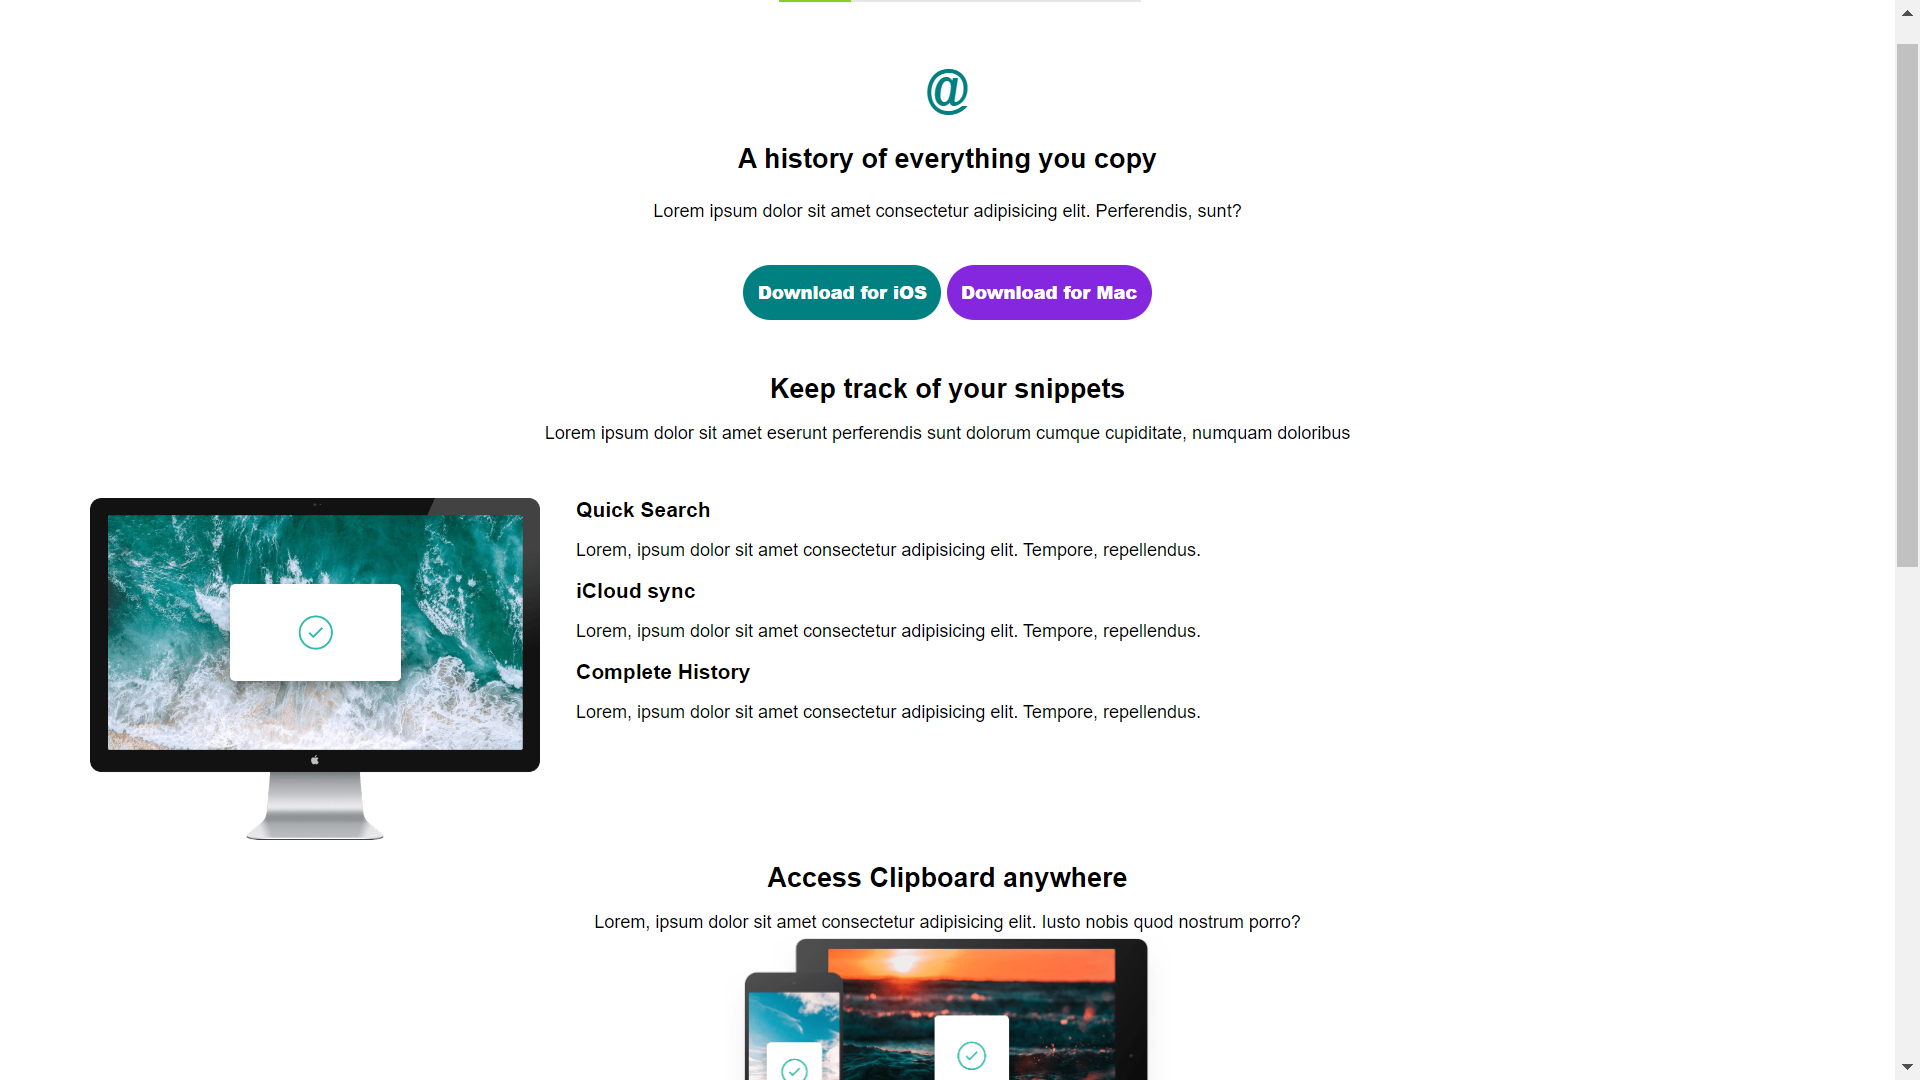 @
A history of everything you copy
Lorem ipsum dolor sit amet consectetur adipisicing elit. Perferendis, sunt?
Download for iOS Download for Mac
Keep track of your snippets
Lorem ipsum dolor sit amet eserunt perferendis sunt dolorum cumque cupiditate, numquam doloribus
Quick Search
Lorem, ipsum dolor sit amet consectetur adipisicing elit. Tempore, repellendus.
iCloud sync
Lorem, ipsum dolor sit amet consectetur adipisicing elit. Tempore, repellendus.
Complete History
Lorem, ipsum dolor sit amet consectetur adipisicing elit. Tempore, repellendus.
Access Clipboard anywhere
Lorem, ipsum dolor sit amet consectetur adipisicing elit. Iusto nobis quod nostrum porro?